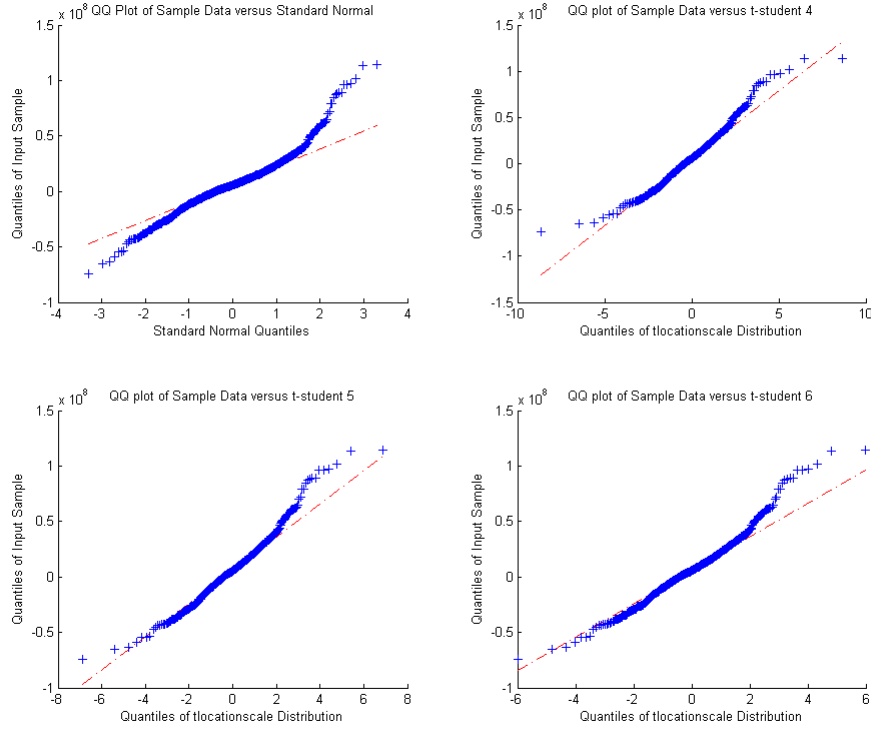 × 10^8 QQ Plot of Sample Data versus Standard Normal
1.5
1
0.5
0
-0.5
-1
Quantiles of Input Sample
-4 -3 -2 -1 0 1 2 3 4
Standard Normal Quantiles
× 10^8 QQ plot of Sample Data versus t-student 4
1.5
1
0.5
0
-0.5
-1
-1.5
Quantiles of Input Sample
-10 -5 0 5 10
Quantiles of tlocationscale Distribution
× 10^8 QQ plot of Sample Data versus t-student 5
1.5
1
0.5
0
-0.5
-1
Quantiles of Input Sample
-8 -6 -4 -2 0 2 4 6 8
Quantiles of tlocationscale Distribution
× 10^8 QQ plot of Sample Data versus t-student 6
1.5
1
0.5
0
-0.5
-1
Quantiles of Input Sample
-6 -4 -2 0 2 4 6
Quantiles of tlocationscale Distribution